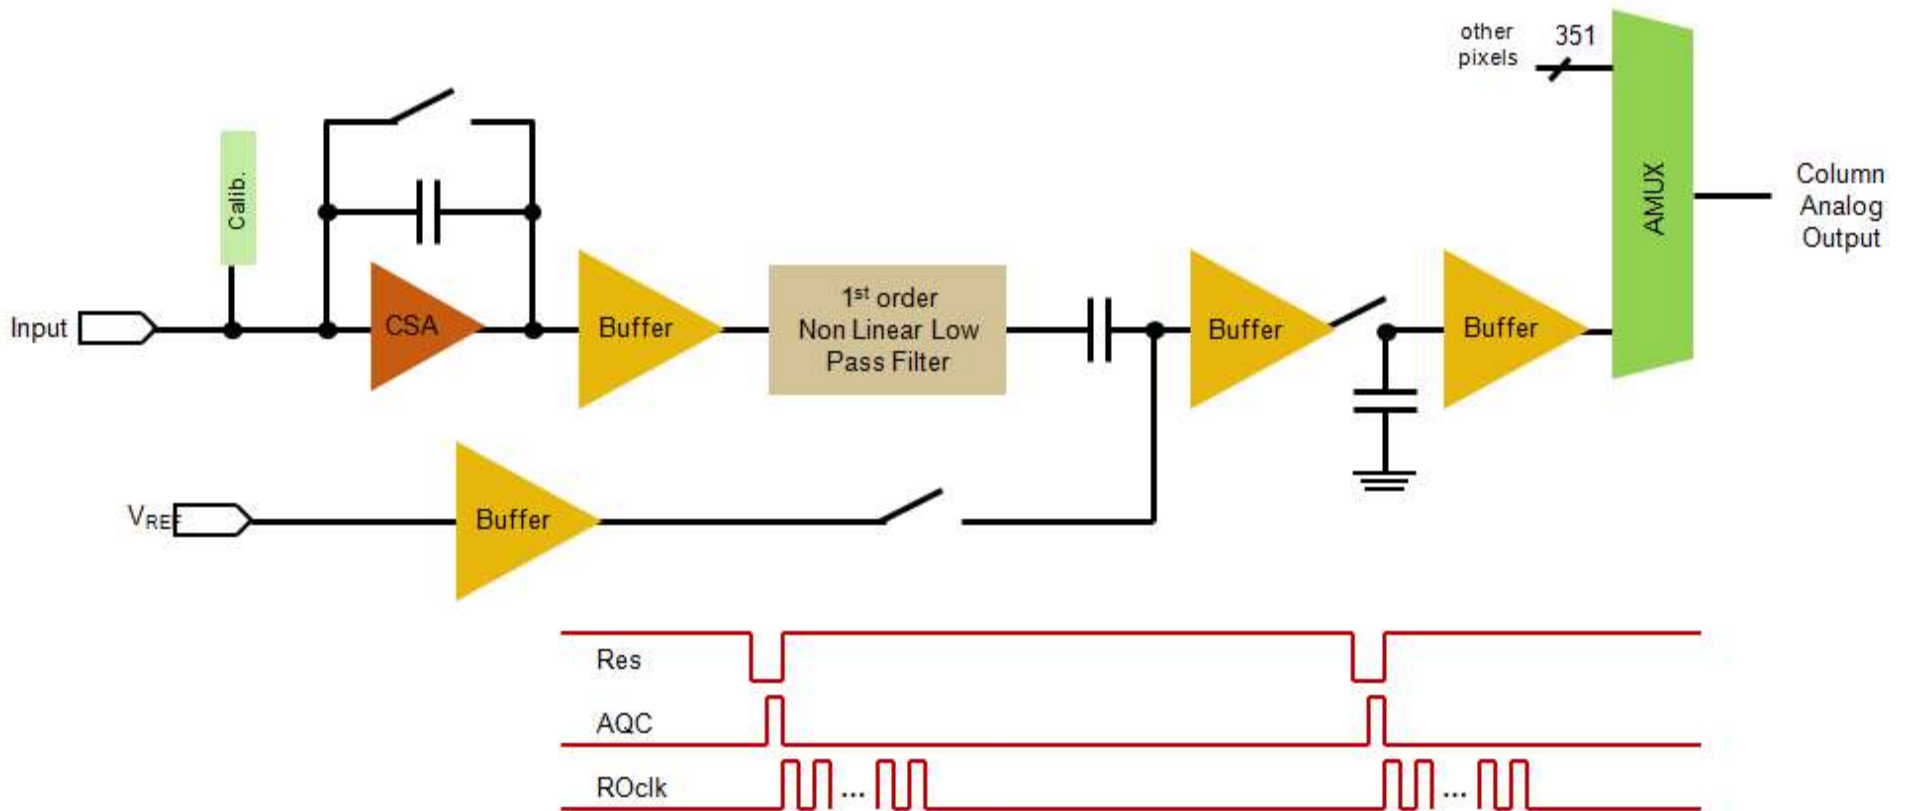 other
pixels
351
Calib.
AMUX
Column
Analog
Output
Input
CSA
Buffer
1st order
Non Linear Low
Pass Filter
Buffer
Buffer
VREF
Buffer
Res
AQC
ROclk
...
...